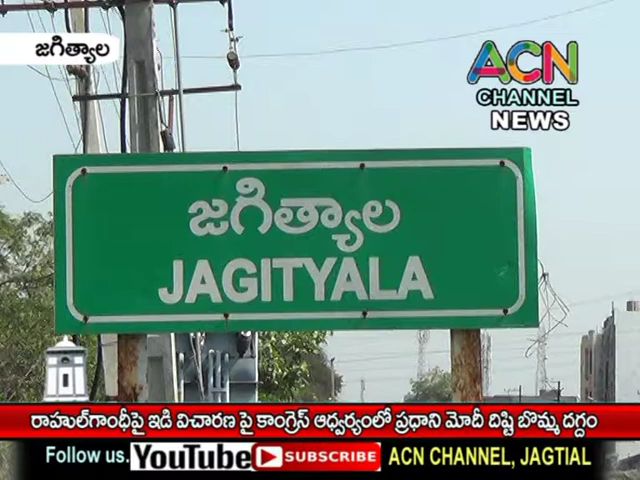 జగిత్యాల
ACN
CHANNEL
NEWS
జగిత్యాల
JAGITYALA
రాహుల్‌గాంధీపై ఇడి విచారణ పై కాంగ్రెస్ ఆధ్వర్యంలో ప్రధాని మోదీ దిష్టి బొమ్మ దగ్దం
Follow us. YouTube SUBSCRIBE ACN CHANNEL, JAGTIAL